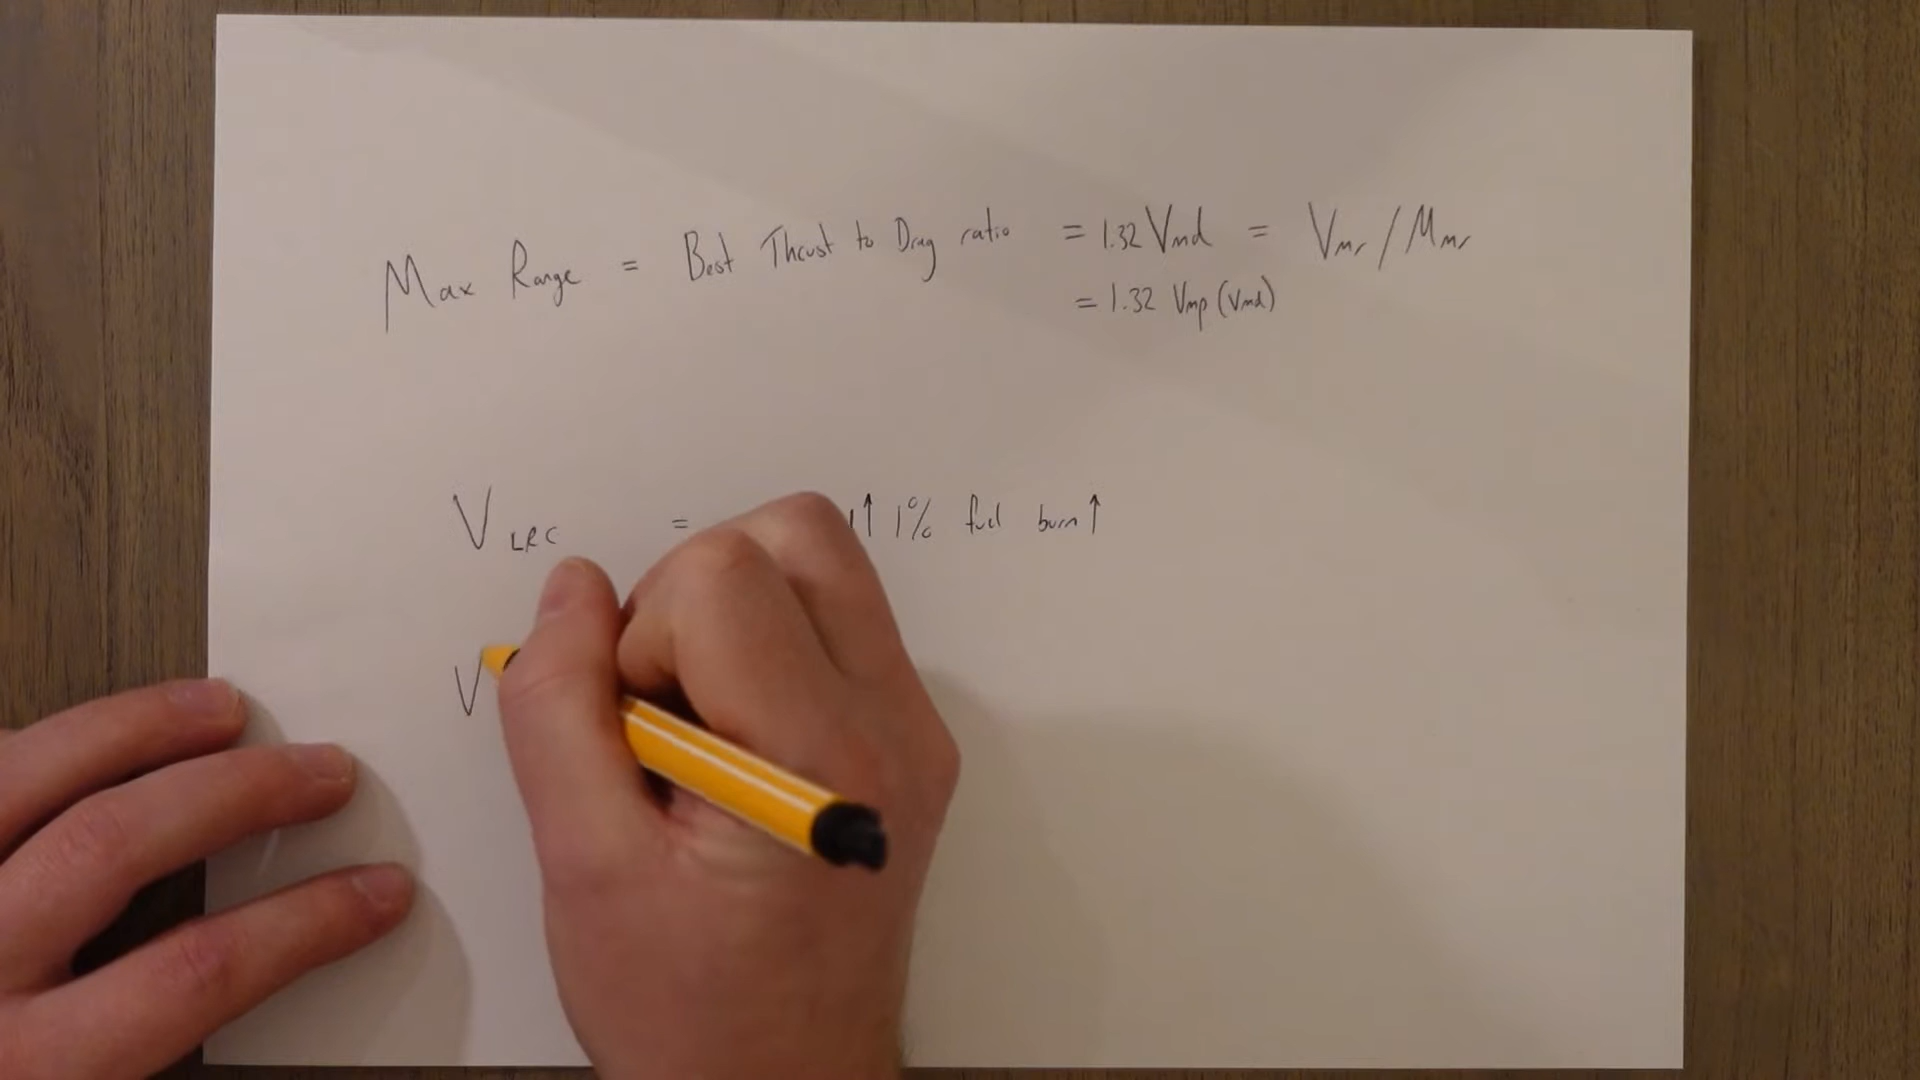 Max Range = Best Thrust to Drag ratio = 1.32 Vmd = Vmr / Mmr
= 1.32 Vmp (Vmd)
V LRC = ↑ 1% fuel burn ↑
V